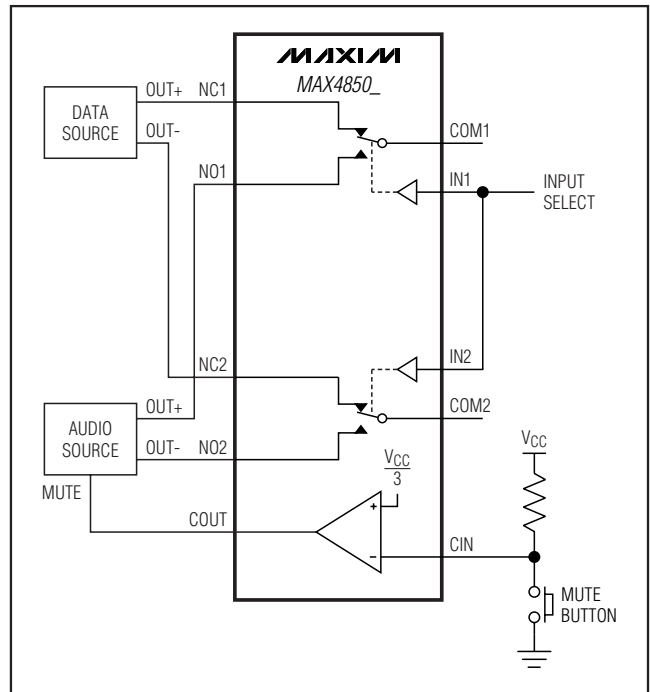 MAXIM
MAX4850_
DATA
SOURCE
OUT+
NC1
OUT-
NO1
COM1
IN1
INPUT
SELECT
NC2
IN2
COM2
AUDIO
SOURCE
OUT+
OUT-
NO2
MUTE
COUT
VCC
3
+
-
CIN
VCC
MUTE
BUTTON